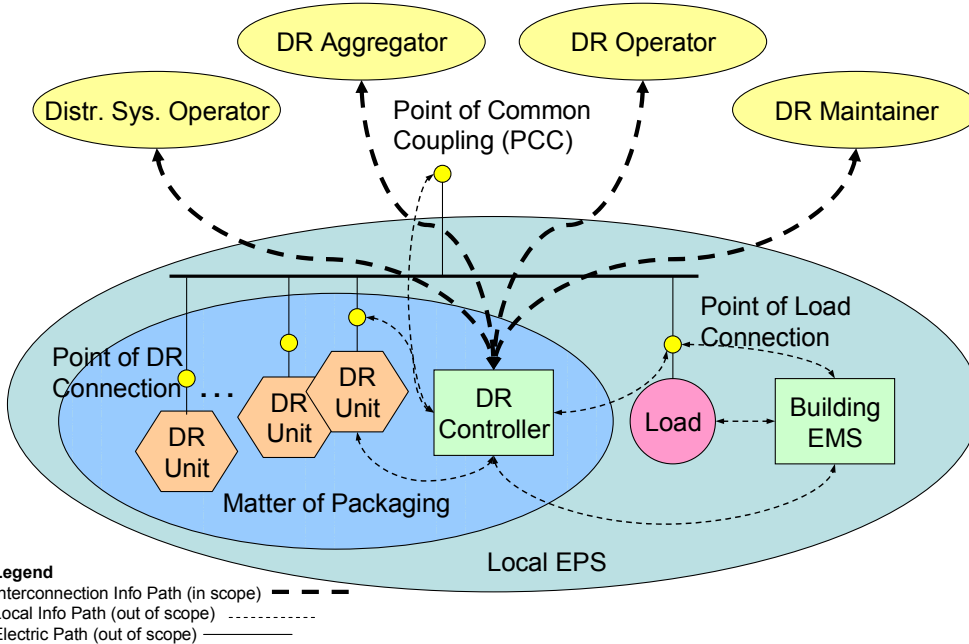 DR Aggregator
DR Operator
Distr. Sys. Operator
DR Maintainer
Point of Common
Coupling (PCC)
Point of Load
Connection
Point of DR
Connection
...
DR
Unit
DR
Unit
DR
Unit
DR
Controller
Load
Building
EMS
Matter of Packaging
Local EPS
Legend
Interconnection Info Path (in scope)
Local Info Path (out of scope)
Electric Path (out of scope)